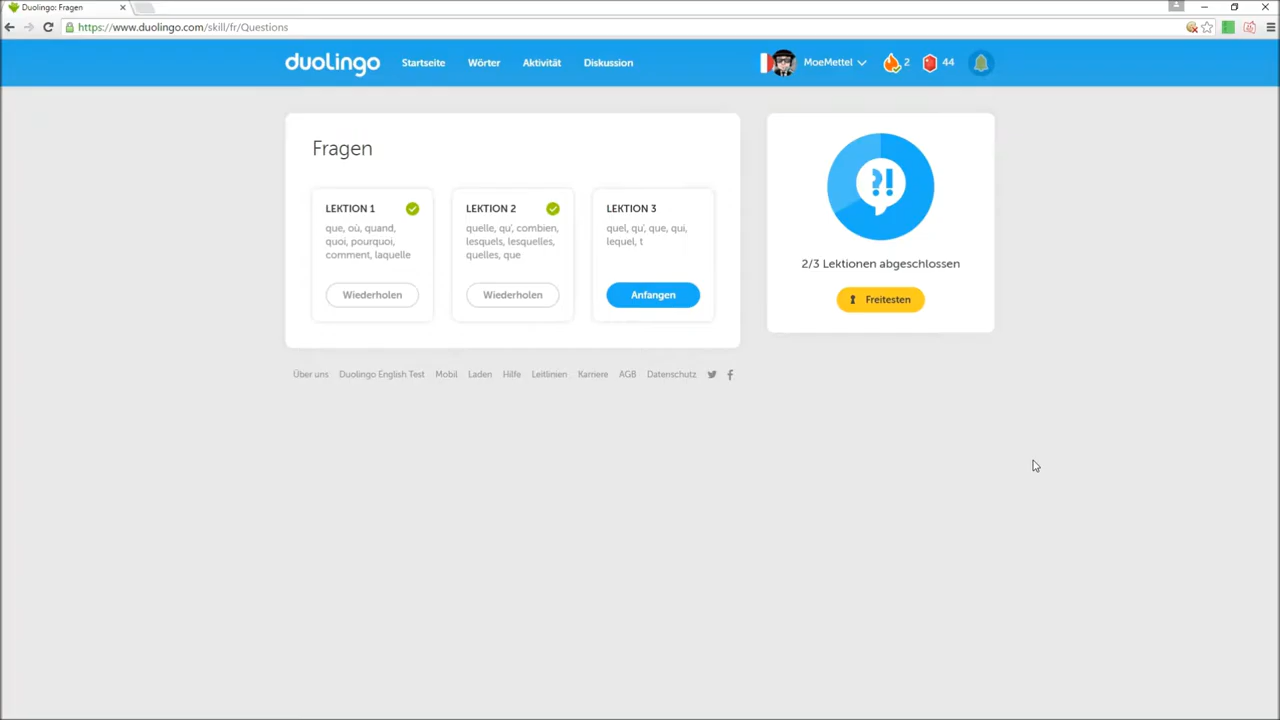 Duolingo: Fragen
https://www.duolingo.com/skill/fr/Questions
duolingo Startseite Wörter Aktivität Diskussion MoeMettel 2 44
Fragen
LEKTION 1
que, où, quand,
quoi, pourquoi,
comment, laquelle
Wiederholen
LEKTION 2
quelle, qu', combien,
lesquels, lesquelles,
quelles, que
Wiederholen
LEKTION 3
quel, qu', que, qui,
lequel, t
Anfangen
?!
2/3 Lektionen abgeschlossen
Freitesten
Über uns Duolingo English Test Mobil Laden Hilfe Leitlinien Karriere AGB Datenschutz